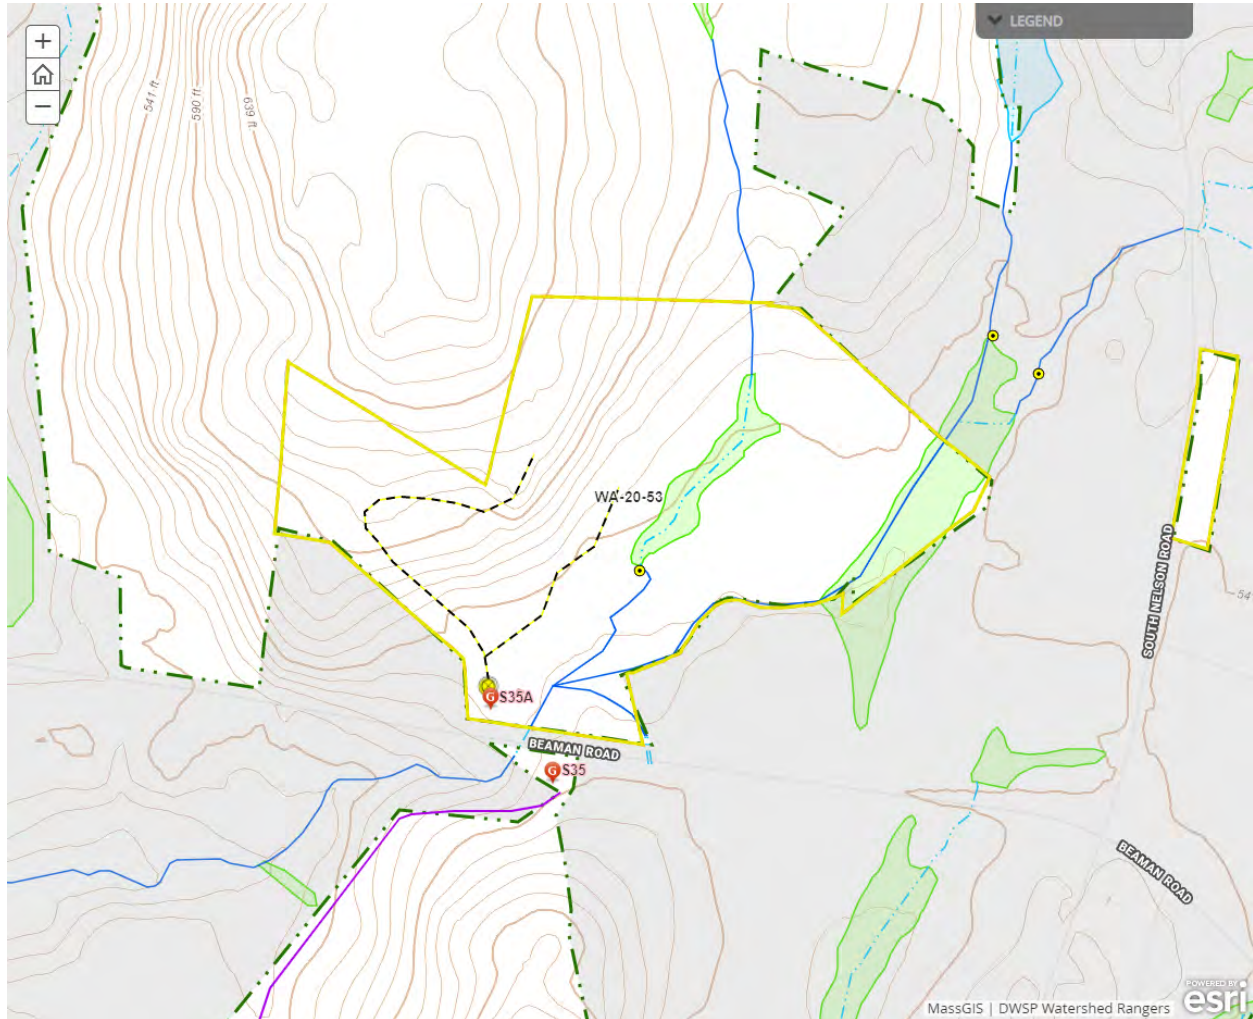 LEGEND
+
−
541 ft
590 ft
639 ft
WA-20-53
SOUTH NELSON ROAD
54
G S35A
BEAMAN ROAD
G S35
BEAMAN ROAD
POWERED BY
esri
MassGIS | DWSP Watershed Rangers